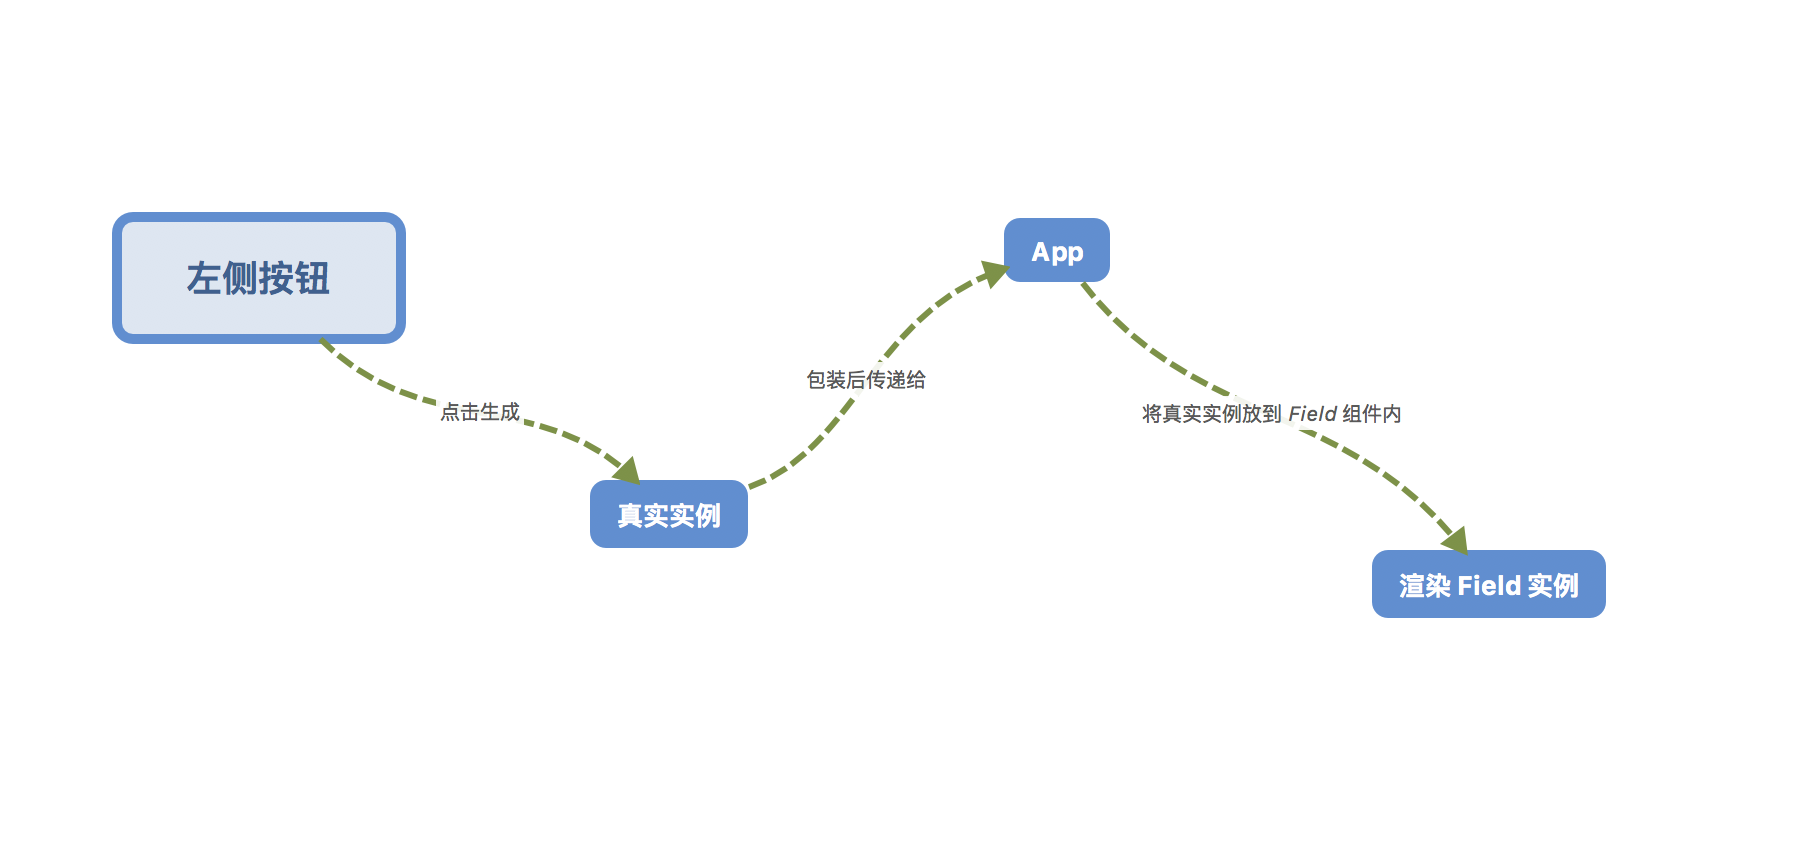 左侧按钮
点击生成
真实实例
包装后传递给
App
将真实实例放到 Field 组件内
渲染 Field 实例